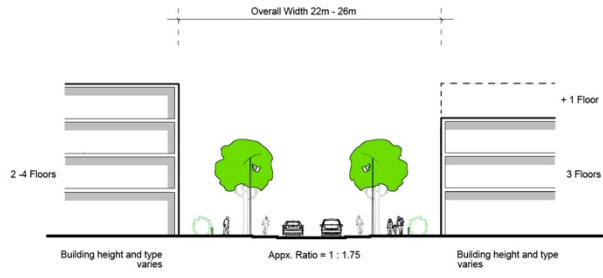 Overall Width 22m - 26m
+ 1 Floor
2 -4 Floors
3 Floors
Building height and type
varies
Appx. Ratio = 1 : 1.75
Building height and type
varies